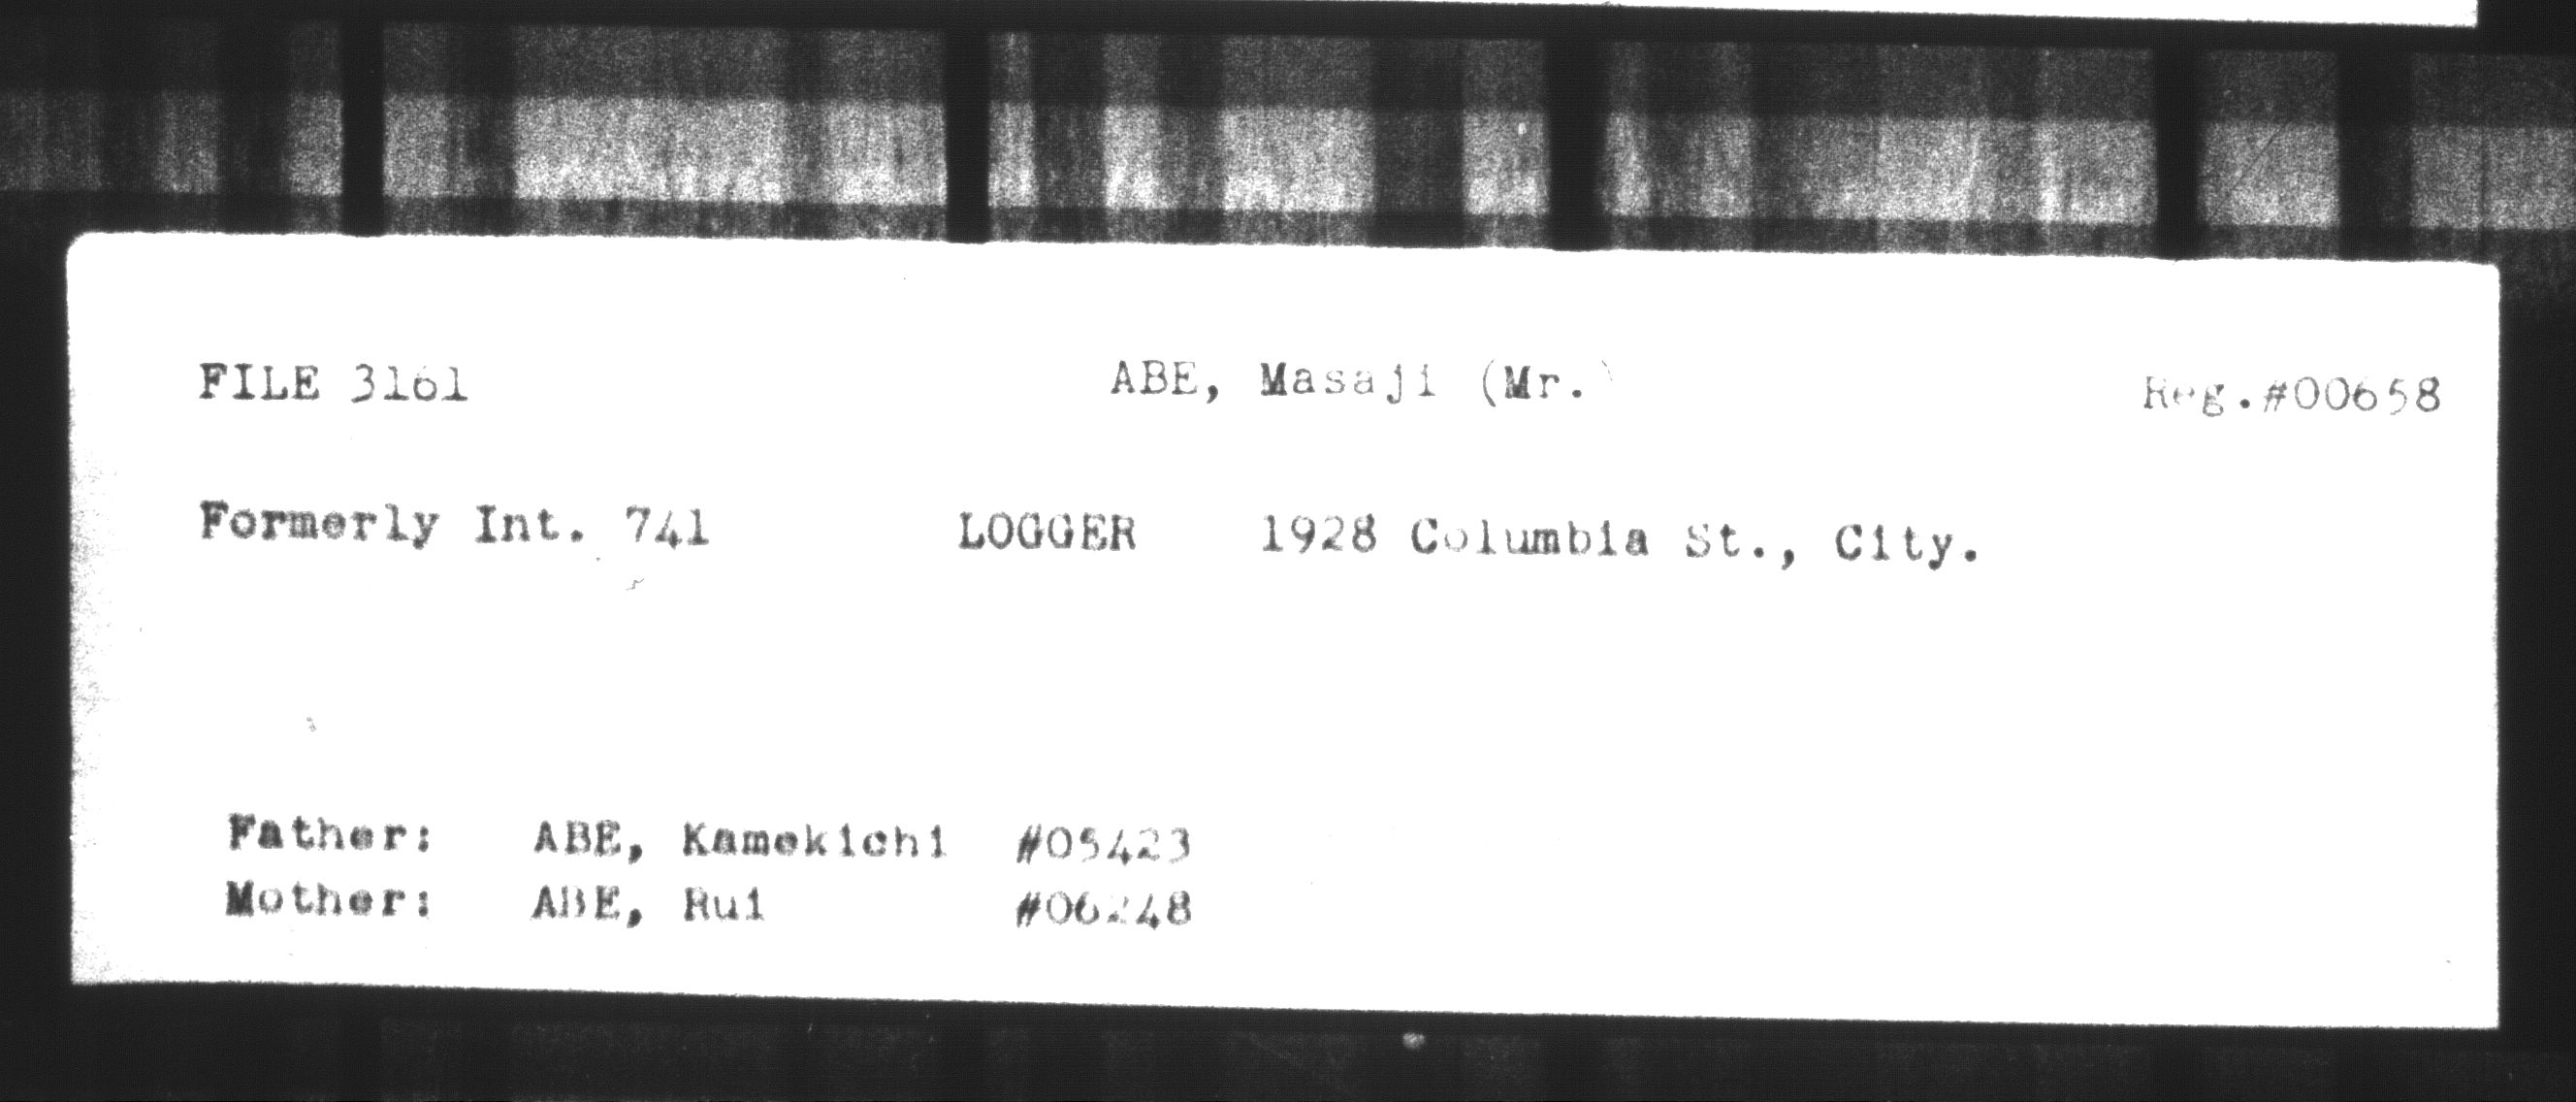 FILE 3161 ABE, Masaji (Mr.) Reg.#00658
Formerly Int. 741 LOGGER 1928 Columbia St., City.
Father: ABE, Kamekichi #05423
Mother: ABE, Rui #06248